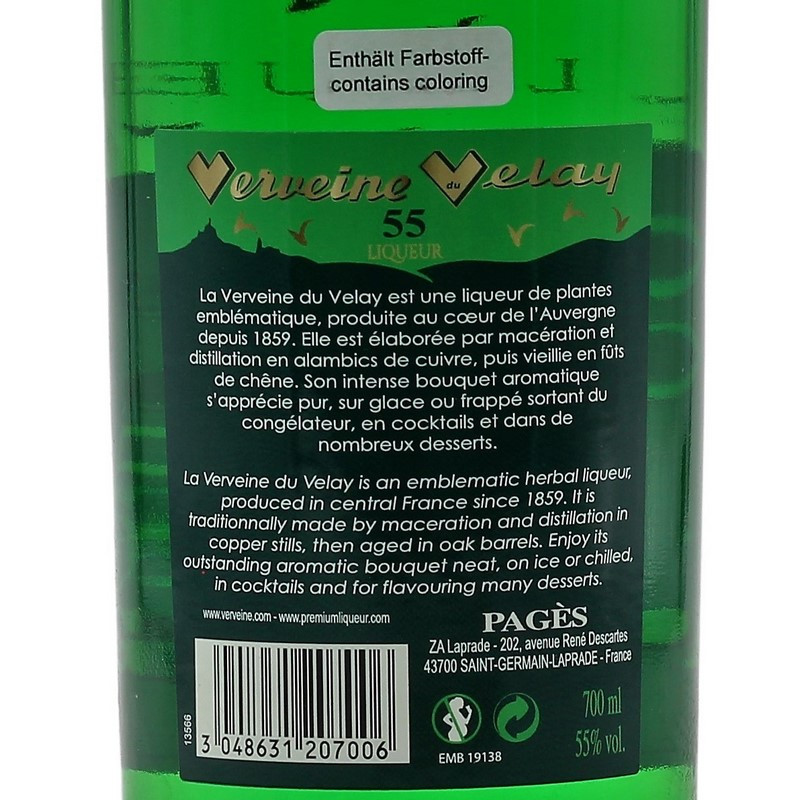 Enthält Farbstoff-
contains coloring
Verveine du Velay
55
LIQUEUR
La Verveine du Velay est une liqueur de plantes
emblématique, produite au cœur de l'Auvergne
depuis 1859. Elle est élaborée par macération et
distillation en alambics de cuivre, puis vieillie en fûts
de chêne. Son intense bouquet aromatique
s'apprécie pur, sur glace ou frappé sortant du
congélateur, en cocktails et dans de
nombreux desserts.
La Verveine du Velay is an emblematic herbal liqueur,
produced in central France since 1859. It is
traditionnally made by maceration and distillation in
copper stills, then aged in oak barrels. Enjoy its
outstanding aromatic bouquet neat, on ice or chilled,
in cocktails and for flavouring many desserts.
www.verveine.com - www.premiumliqueur.com
PAGÈS
ZA Laprade - 202, avenue René Descartes
43700 SAINT-GERMAIN-LAPRADE - France
13566
3 048631 207006
EMB 19138
700 ml
55% vol.